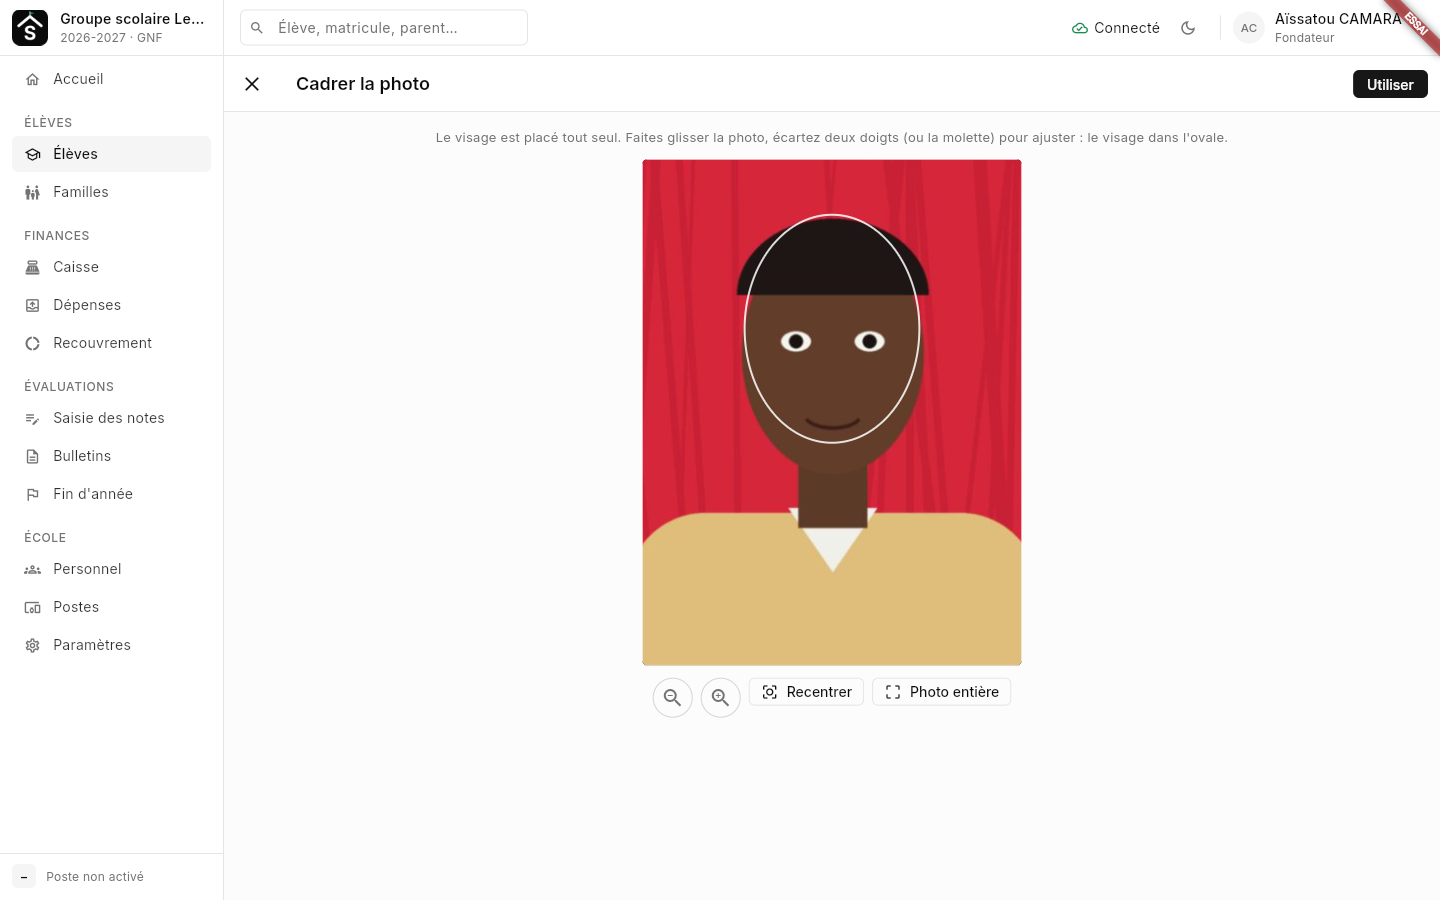 Groupe scolaire Le...
2026-2027 · GNF
Élève, matricule, parent...
Connecté
AC
Aïssatou CAMARA
Fondateur
ESSAI
Accueil
ÉLÈVES
Élèves
Familles
FINANCES
Caisse
Dépenses
Recouvrement
ÉVALUATIONS
Saisie des notes
Bulletins
Fin d'année
ÉCOLE
Personnel
Postes
Paramètres
– Poste non activé
Cadrer la photo
Utiliser
Le visage est placé tout seul. Faites glisser la photo, écartez deux doigts (ou la molette) pour ajuster : le visage dans l'ovale.
Recentrer
Photo entière